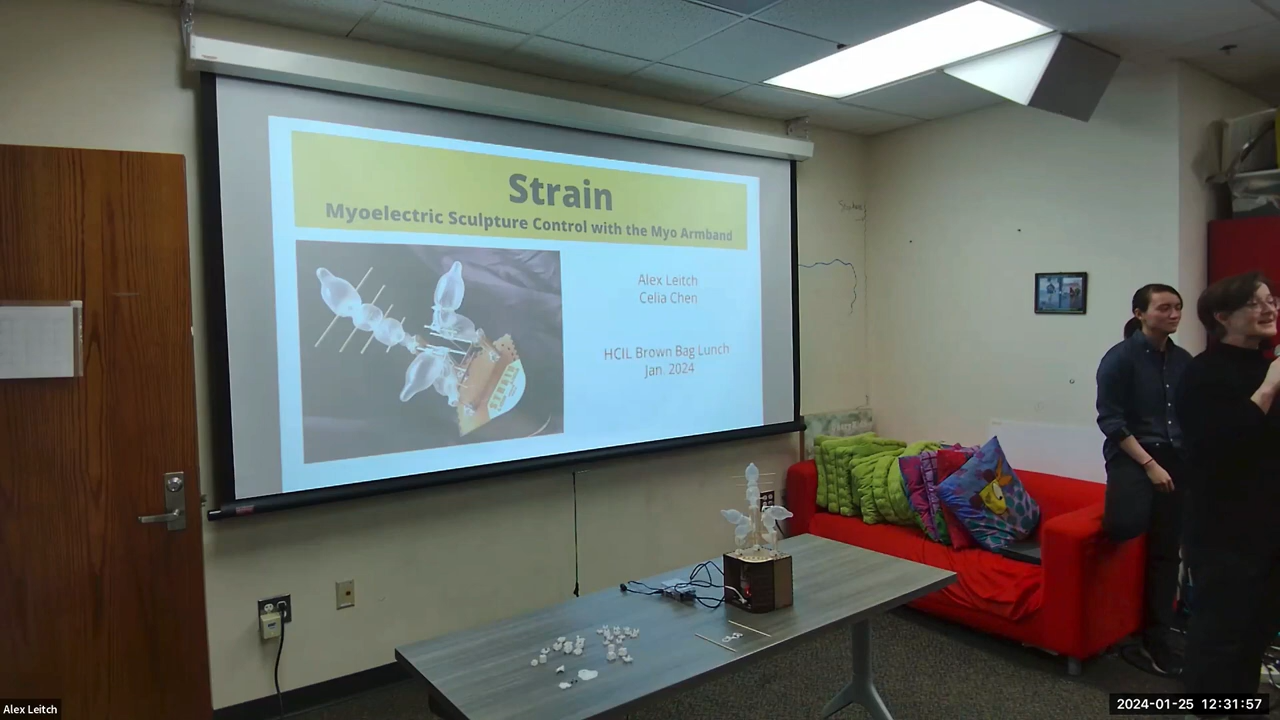 Strain
Myoelectric Sculpture Control with the Myo Armband
Alex Leitch
Celia Chen
HCIL Brown Bag Lunch
Jan. 2024
STRAIN
Alex Leitch
2024-01-25 12:31:57